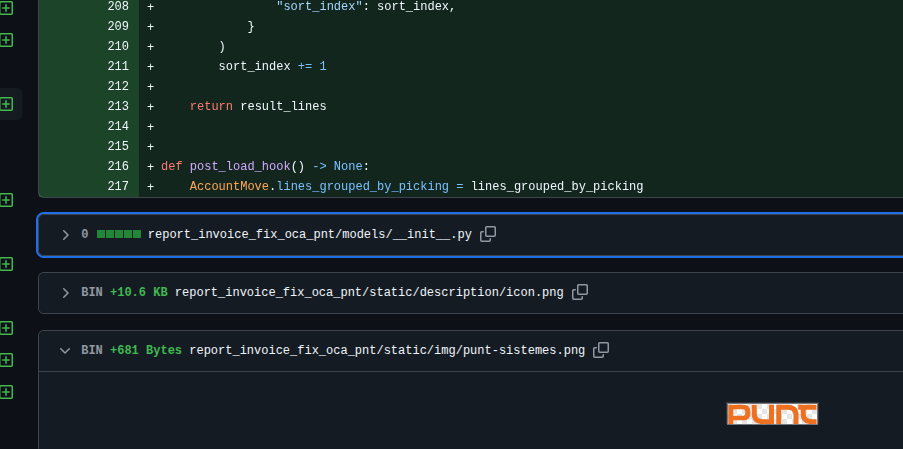 208 + "sort_index": sort_index,
209 + }
210 + )
211 + sort_index += 1
212 +
213 + return result_lines
214 +
215 +
216 + def post_load_hook() -> None:
217 + AccountMove.lines_grouped_by_picking = lines_grouped_by_picking
0 report_invoice_fix_oca_pnt/models/__init__.py
BIN +10.6 KB report_invoice_fix_oca_pnt/static/description/icon.png
BIN +681 Bytes report_invoice_fix_oca_pnt/static/img/punt-sistemes.png
PUNT